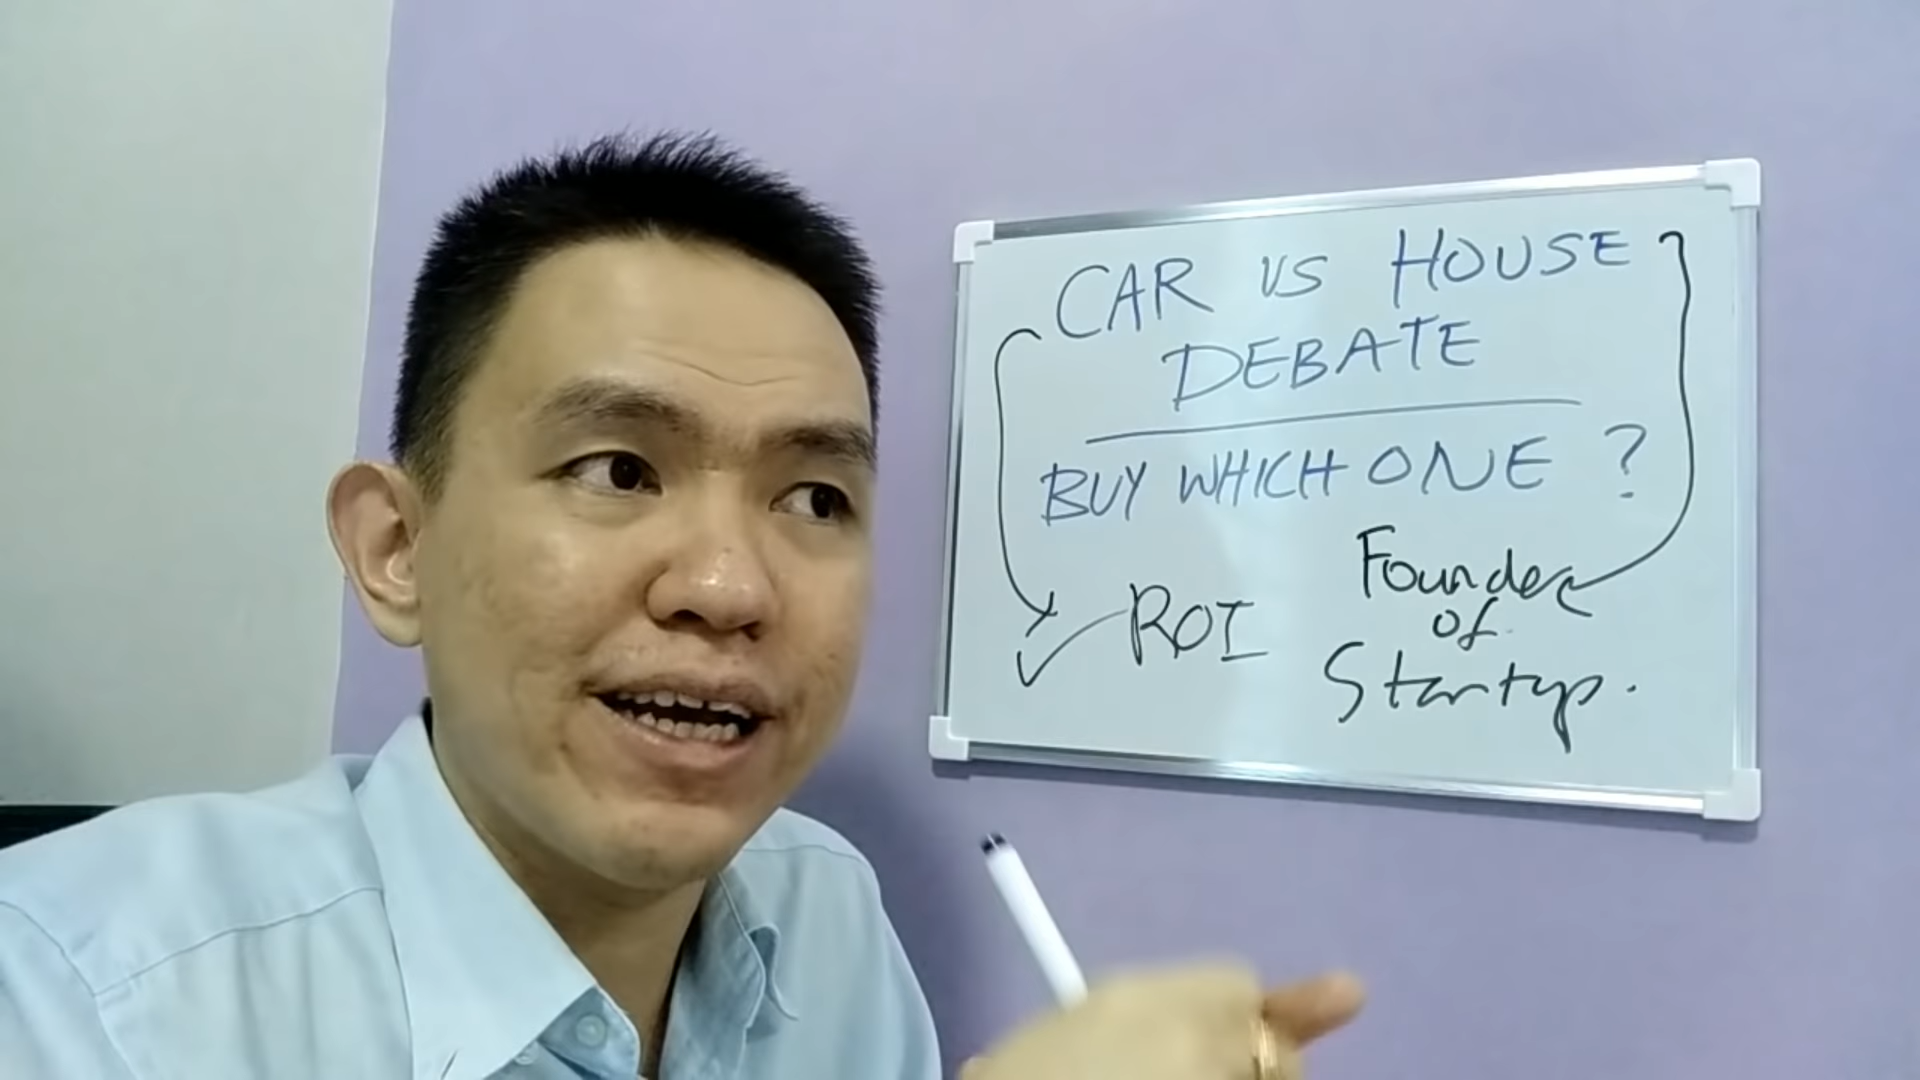 CAR VS HOUSE
DEBATE
BUY WHICH ONE ?
ROI
Founder
of
Startup.